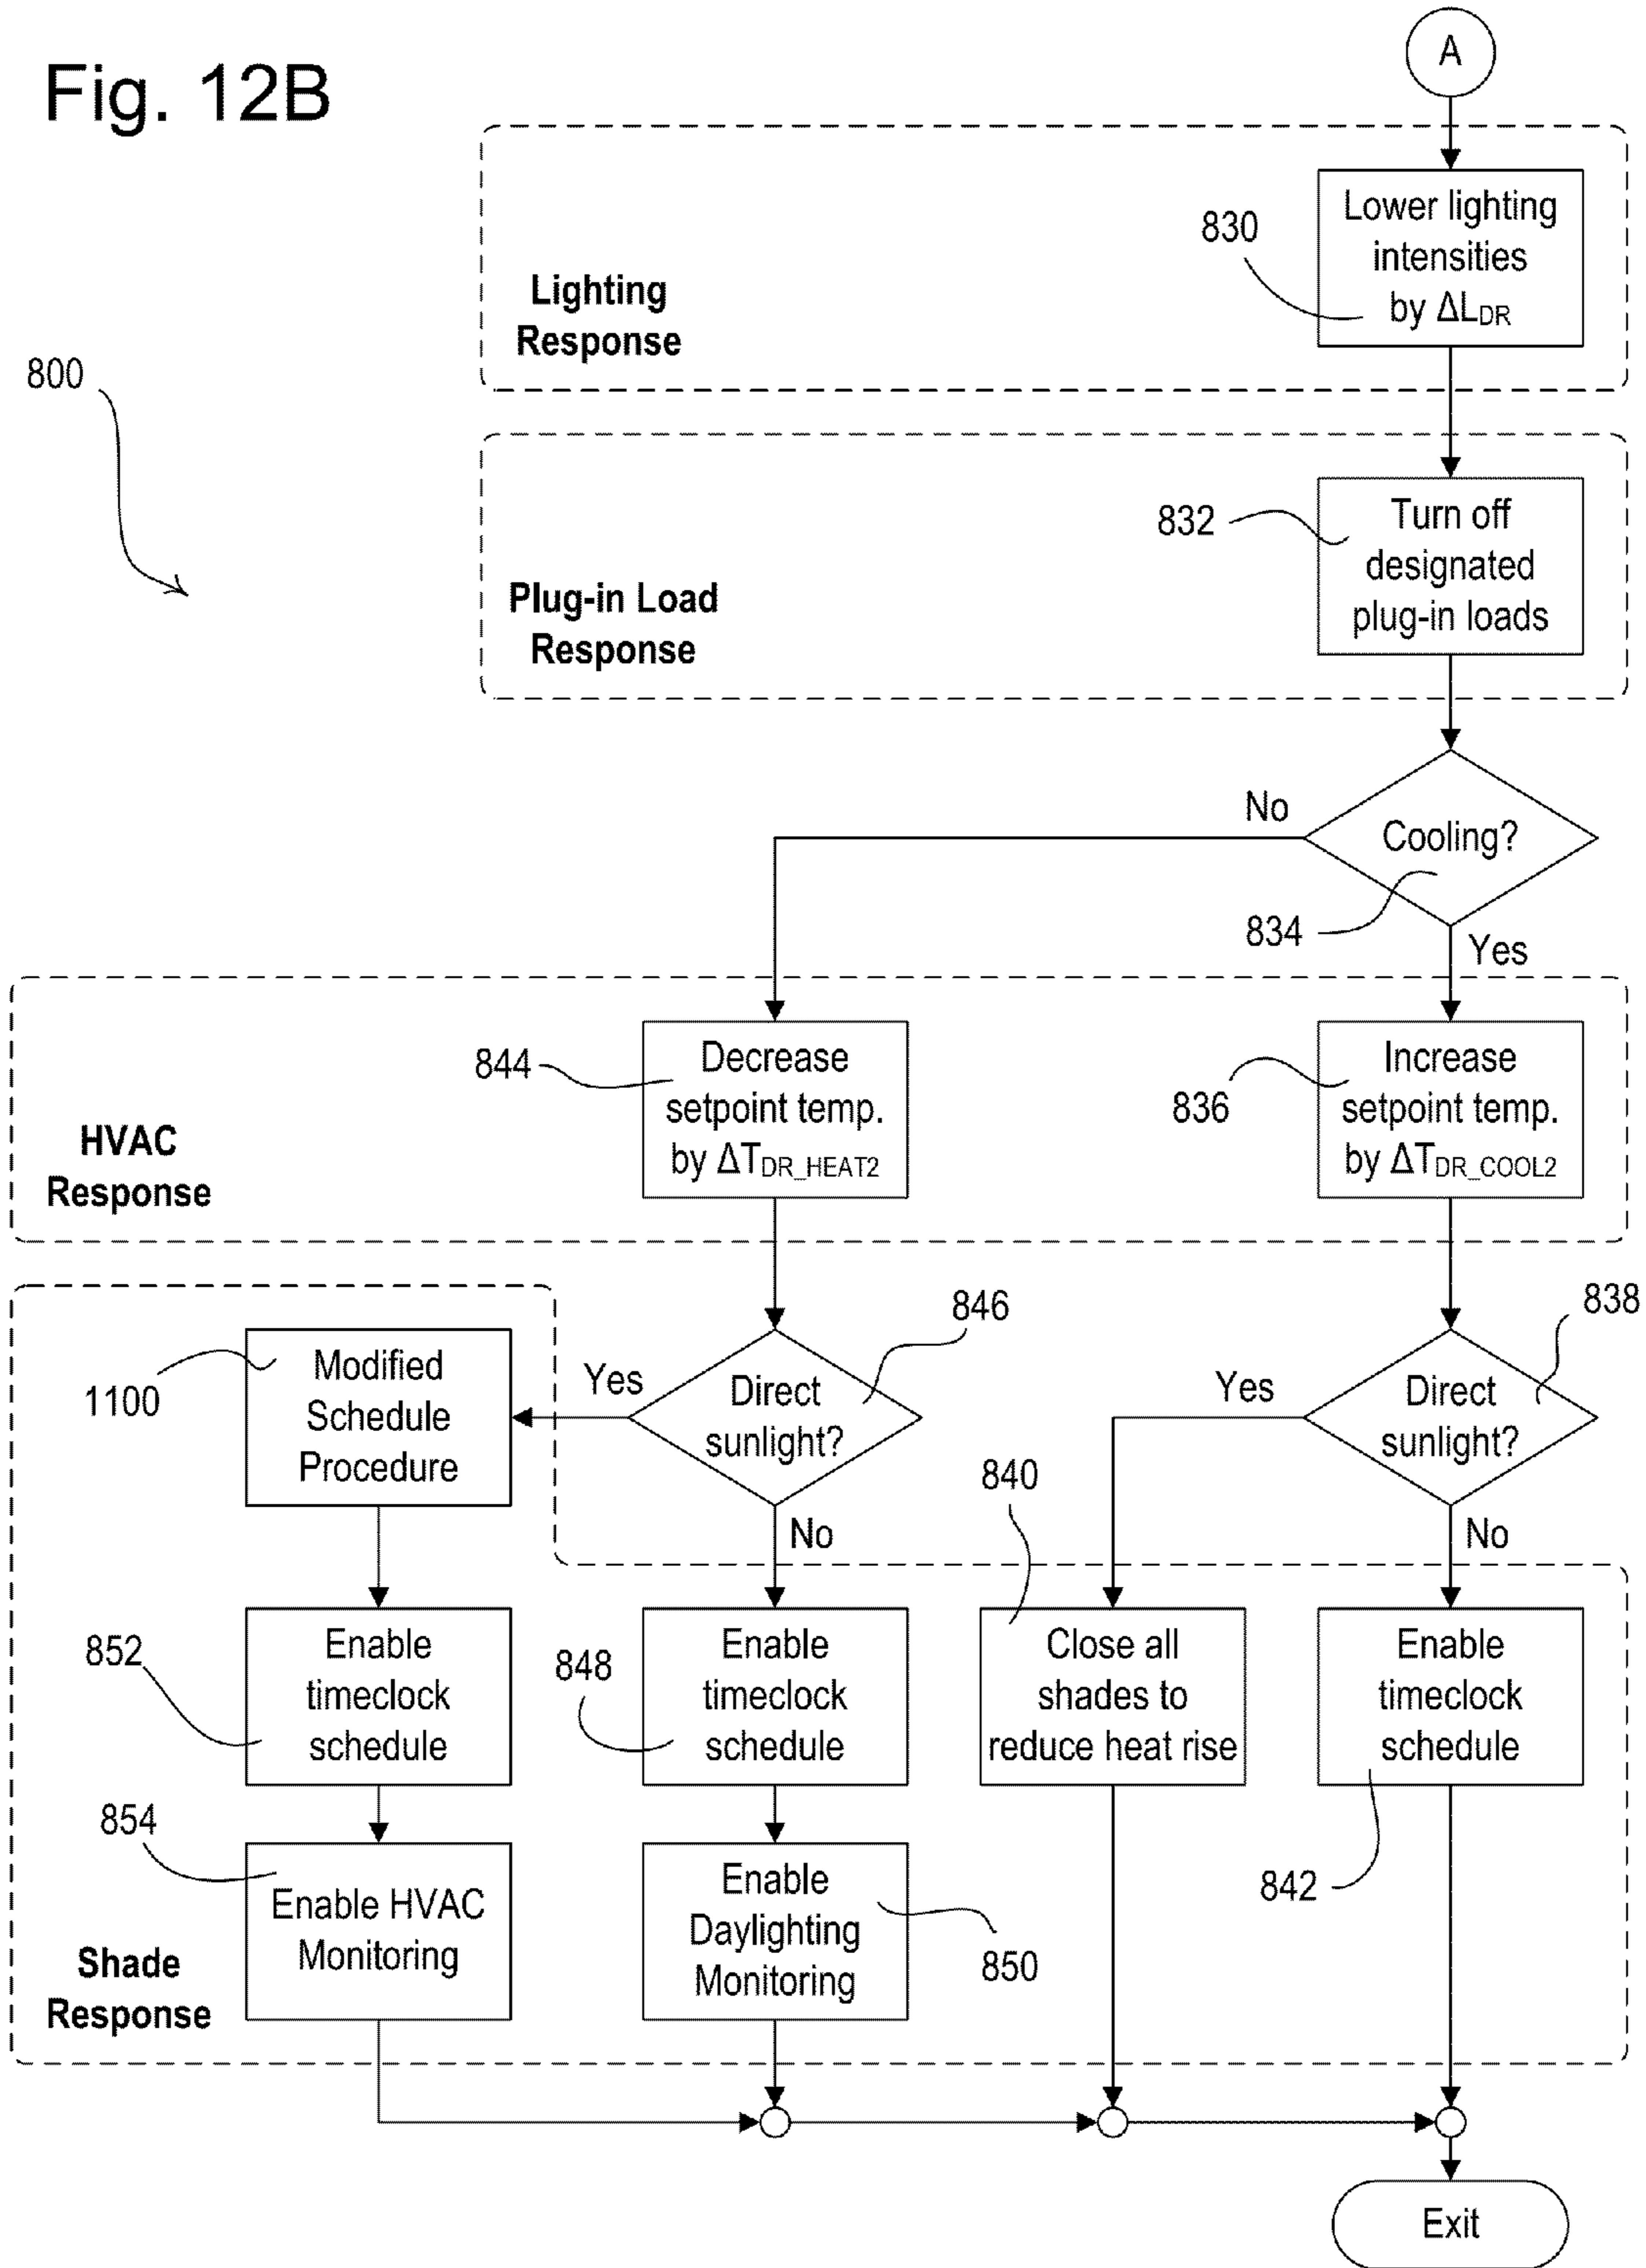 Fig. 12B
A
Lower lighting
intensities
by ΔLDR
830
Lighting
Response
800
Turn off
designated
plug-in loads
832
Plug-in Load
Response
Cooling?
834
No
Yes
Decrease
setpoint temp.
by ΔTDR_HEAT2
844
Increase
setpoint temp.
by ΔTDR_COOL2
836
HVAC
Response
Modified
Schedule
Procedure
1100
Yes
Direct
sunlight?
846
No
Yes
Direct
sunlight?
838
No
Enable
timeclock
schedule
852
Enable
timeclock
schedule
848
Close all
shades to
reduce heat rise
840
Enable
timeclock
schedule
842
Enable HVAC
Monitoring
854
Enable
Daylighting
Monitoring
850
Shade
Response
Exit